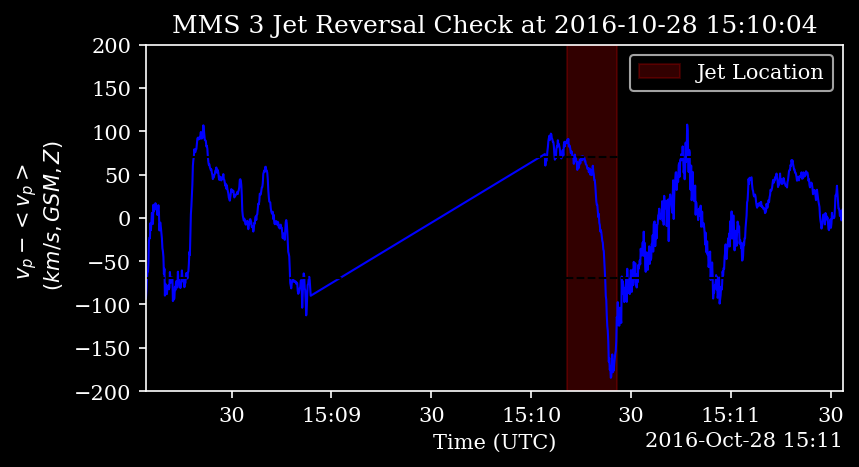 MMS 3 Jet Reversal Check at 2016-10-28 15:10:04
Jet Location
200
150
100
50
0
−50
−100
−150
−200
v_p − <v_p>
(km/s, GSM, Z)
30 15:09 30 15:10 30 15:11 30
Time (UTC)
2016-Oct-28 15:11